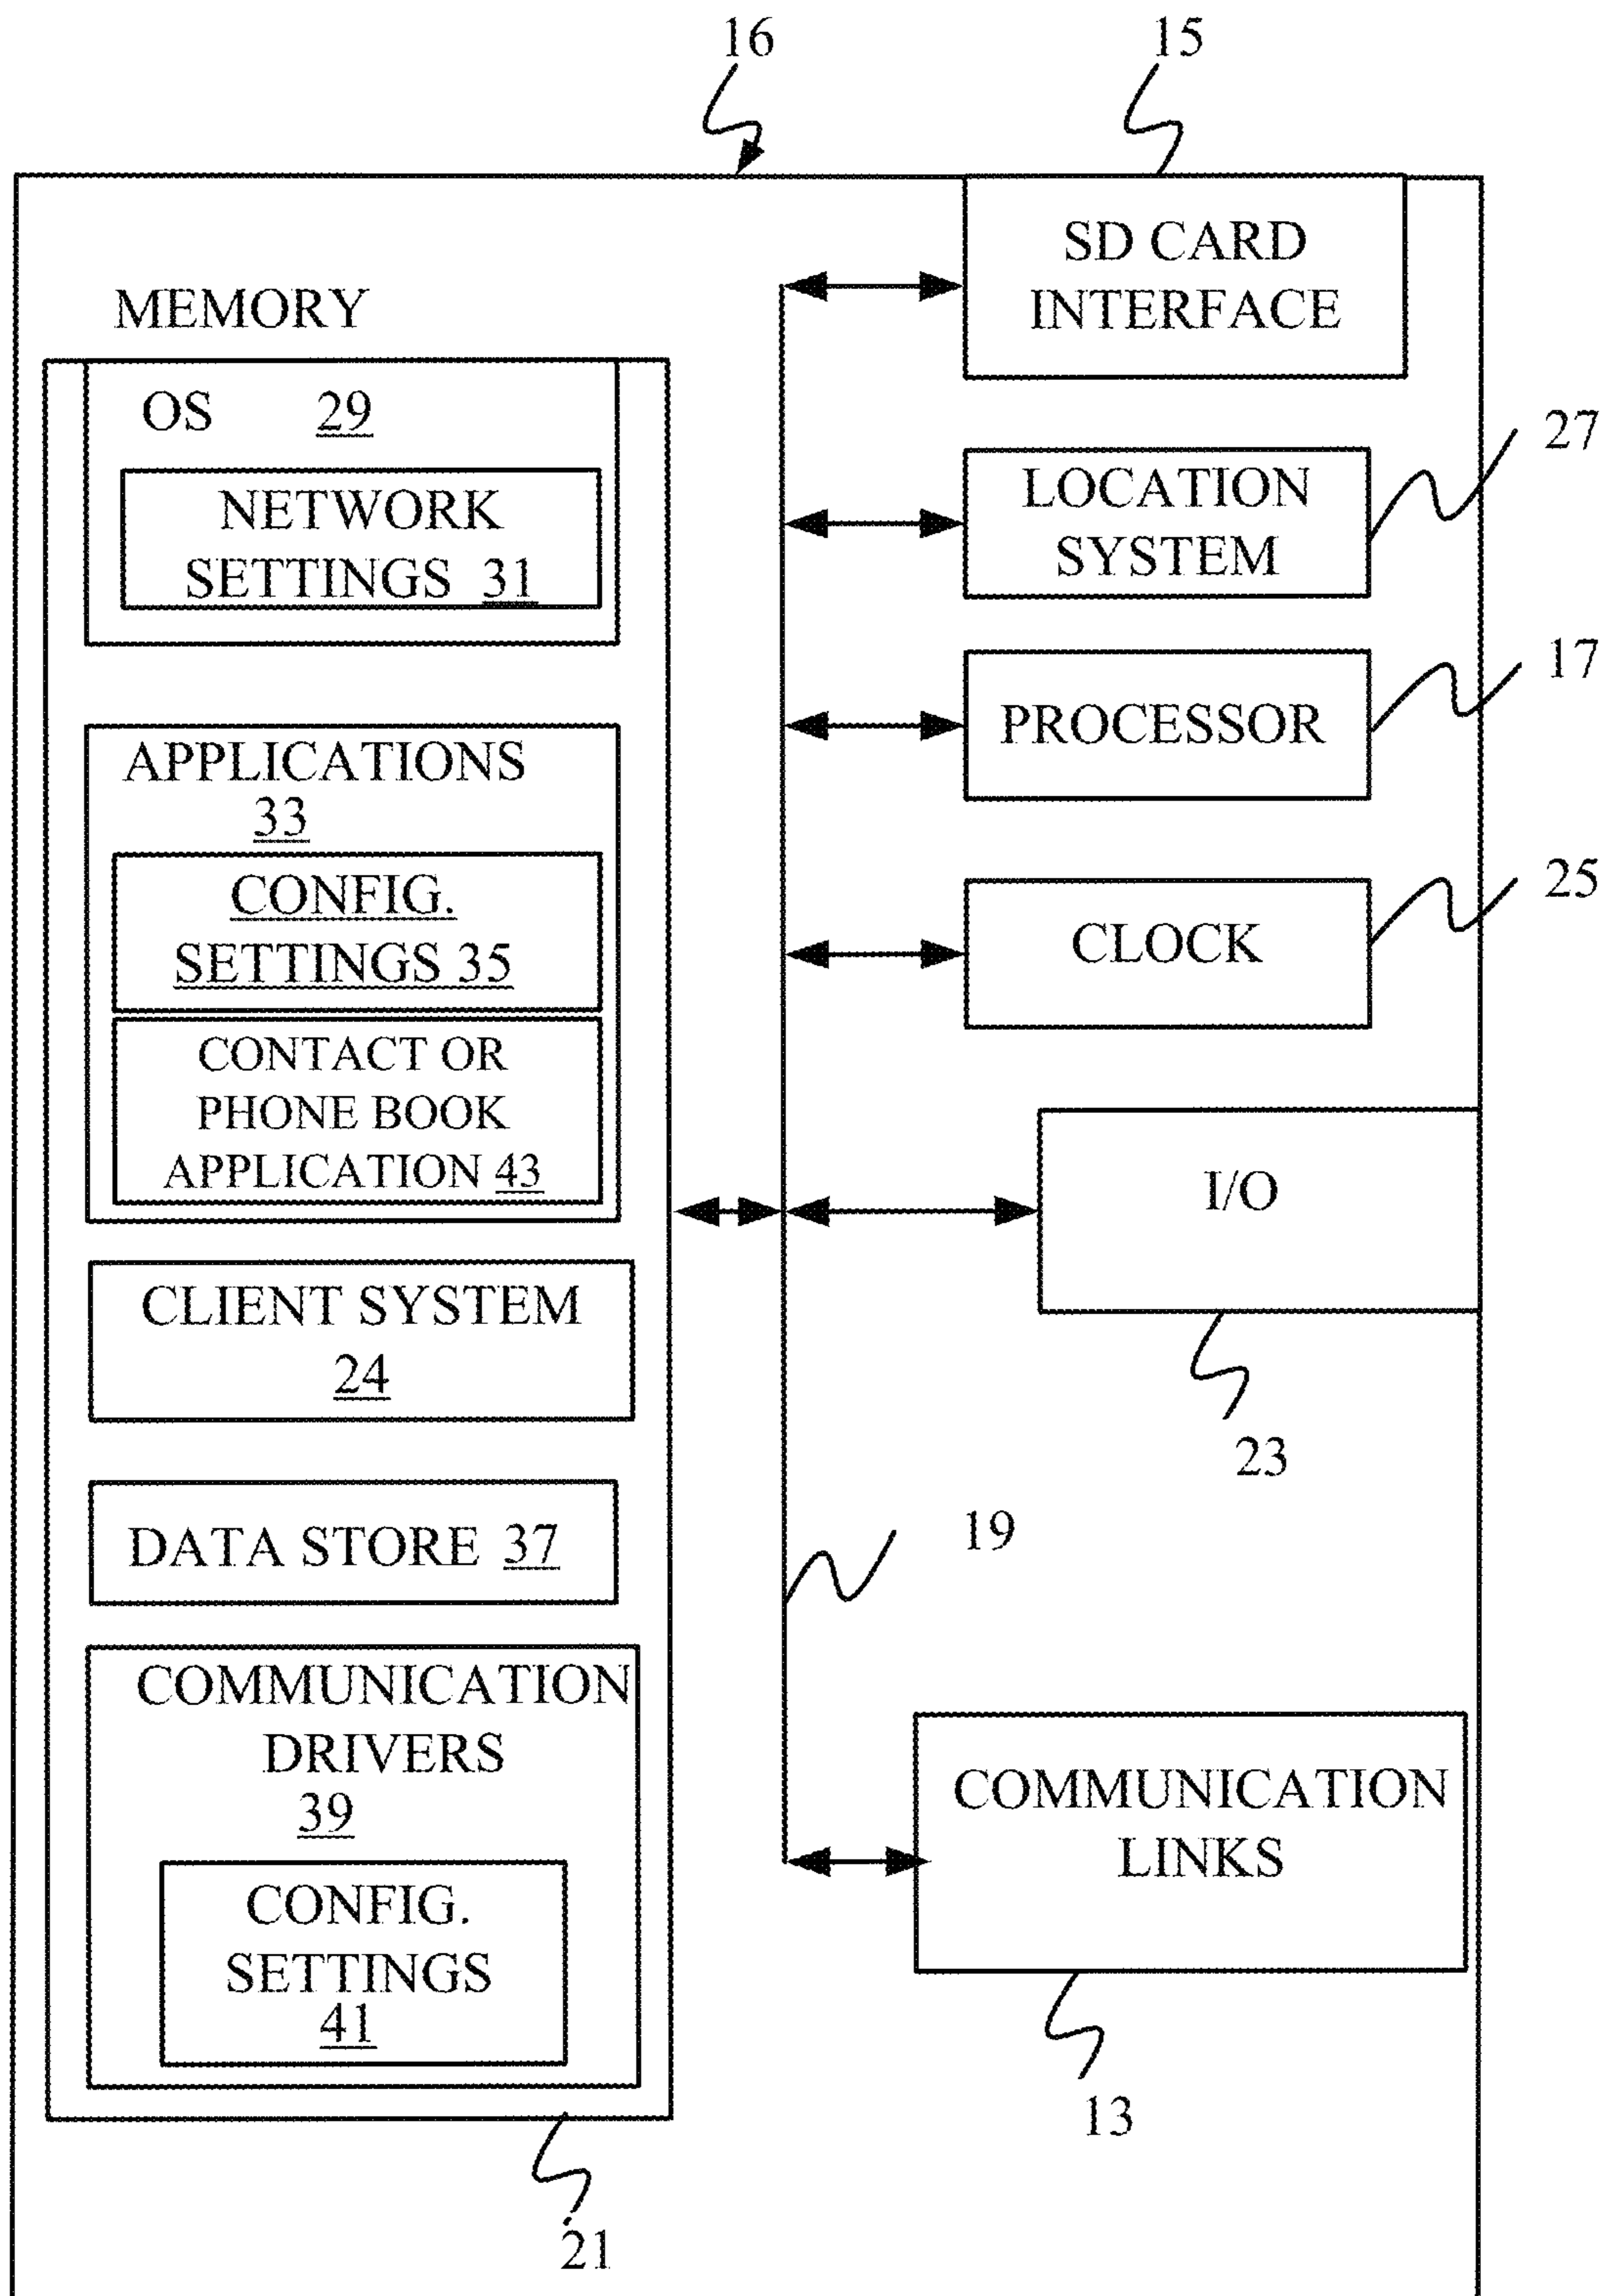 16
15
SD CARD
INTERFACE
MEMORY
OS 29
NETWORK
SETTINGS 31
27
LOCATION
SYSTEM
17
PROCESSOR
APPLICATIONS
33
CONFIG.
SETTINGS 35
25
CLOCK
CONTACT OR
PHONE BOOK
APPLICATION 43
I/O
23
CLIENT SYSTEM
24
DATA STORE 37
19
COMMUNICATION
DRIVERS
39
CONFIG.
SETTINGS
41
COMMUNICATION
LINKS
13
21